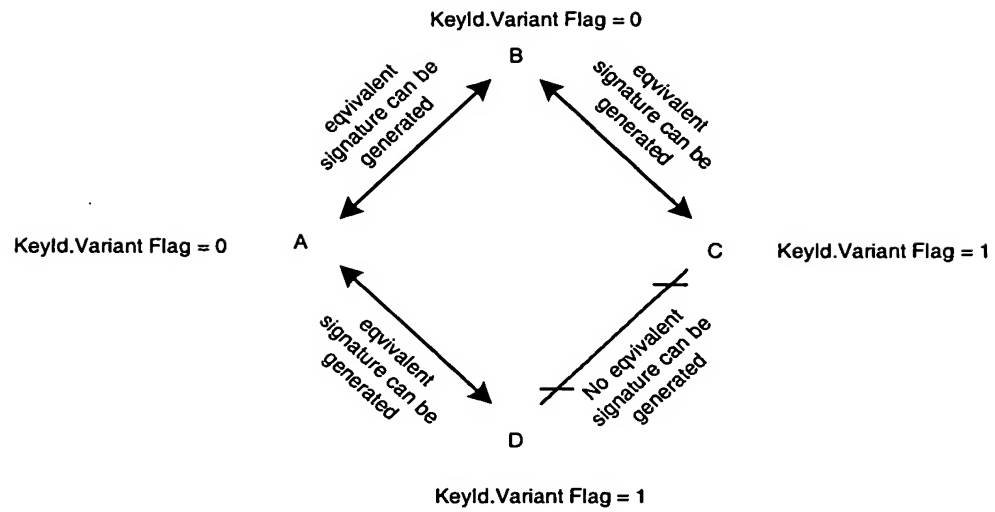 KeyId.Variant Flag = 0
B
eqvivalent
signature can be
generated
eqvivalent
signature can be
generated
KeyId.Variant Flag = 0
A
C
KeyId.Variant Flag = 1
eqvivalent
signature can be
generated
No eqvivalent
signature can be
generated
D
KeyId.Variant Flag = 1